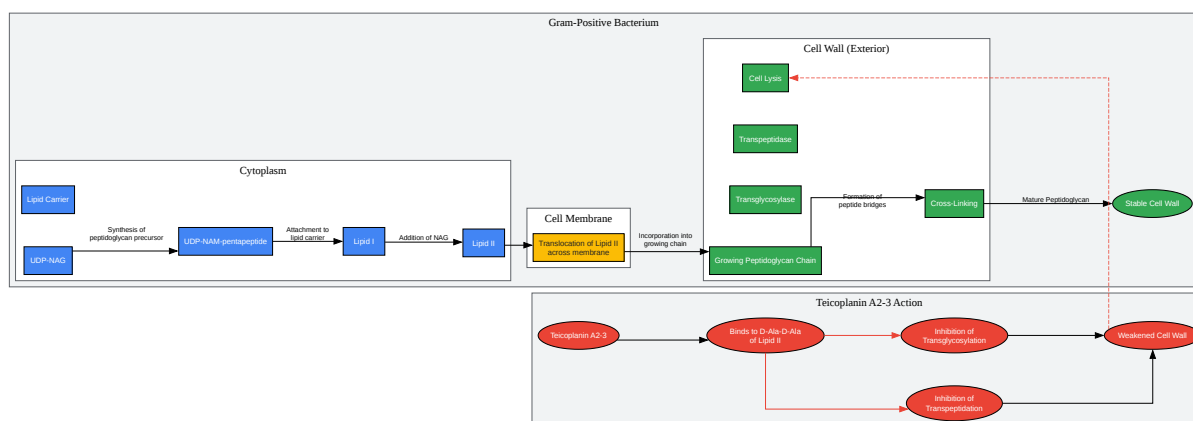 Gram-Positive Bacterium
Cell Wall (Exterior)
Cell Lysis
Transpeptidase
Cytoplasm
Lipid Carrier
Transglycosylase
Formation of
peptide bridges
Cross-Linking
Mature Peptidoglycan
Stable Cell Wall
Cell Membrane
Synthesis of
peptidoglycan precursor
UDP-NAG
UDP-NAM-pentapeptide
Attachment to
lipid carrier
Lipid I
Addition of NAG
Lipid II
Translocation of Lipid II
across membrane
Incorporation into
growing chain
Growing Peptidoglycan Chain
Teicoplanin A2-3 Action
Teicoplanin A2-3
Binds to D-Ala-D-Ala
of Lipid II
Inhibition of
Transglycosylation
Weakened Cell Wall
Inhibition of
Transpeptidation